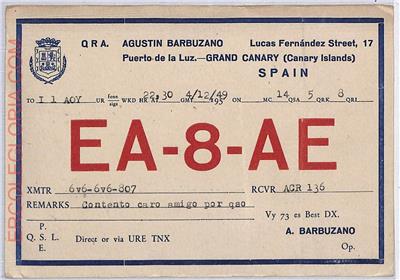 Q R A. AGUSTIN BARBUZANO Lucas Fernández Street, 17
Puerto de la Luz.—GRAND CANARY (Canary Islands)
SPAIN
TO I 1 AOY UR fone sigs WKD HR AT 22,30 GMT 4/12/49 195 ON MC 14 QSA 5 QRK 8 QRI
EA-8-AE
XMTR 6v6-6v6-807 RCVR ACR 136
REMARKS Contento caro amigo por qso
Vy 73 es Best DX.
P.
Q. S. L. Direct or via URE TNX
E.
A. BARBUZANO
Op.
ERCOLEGLORIA.COM